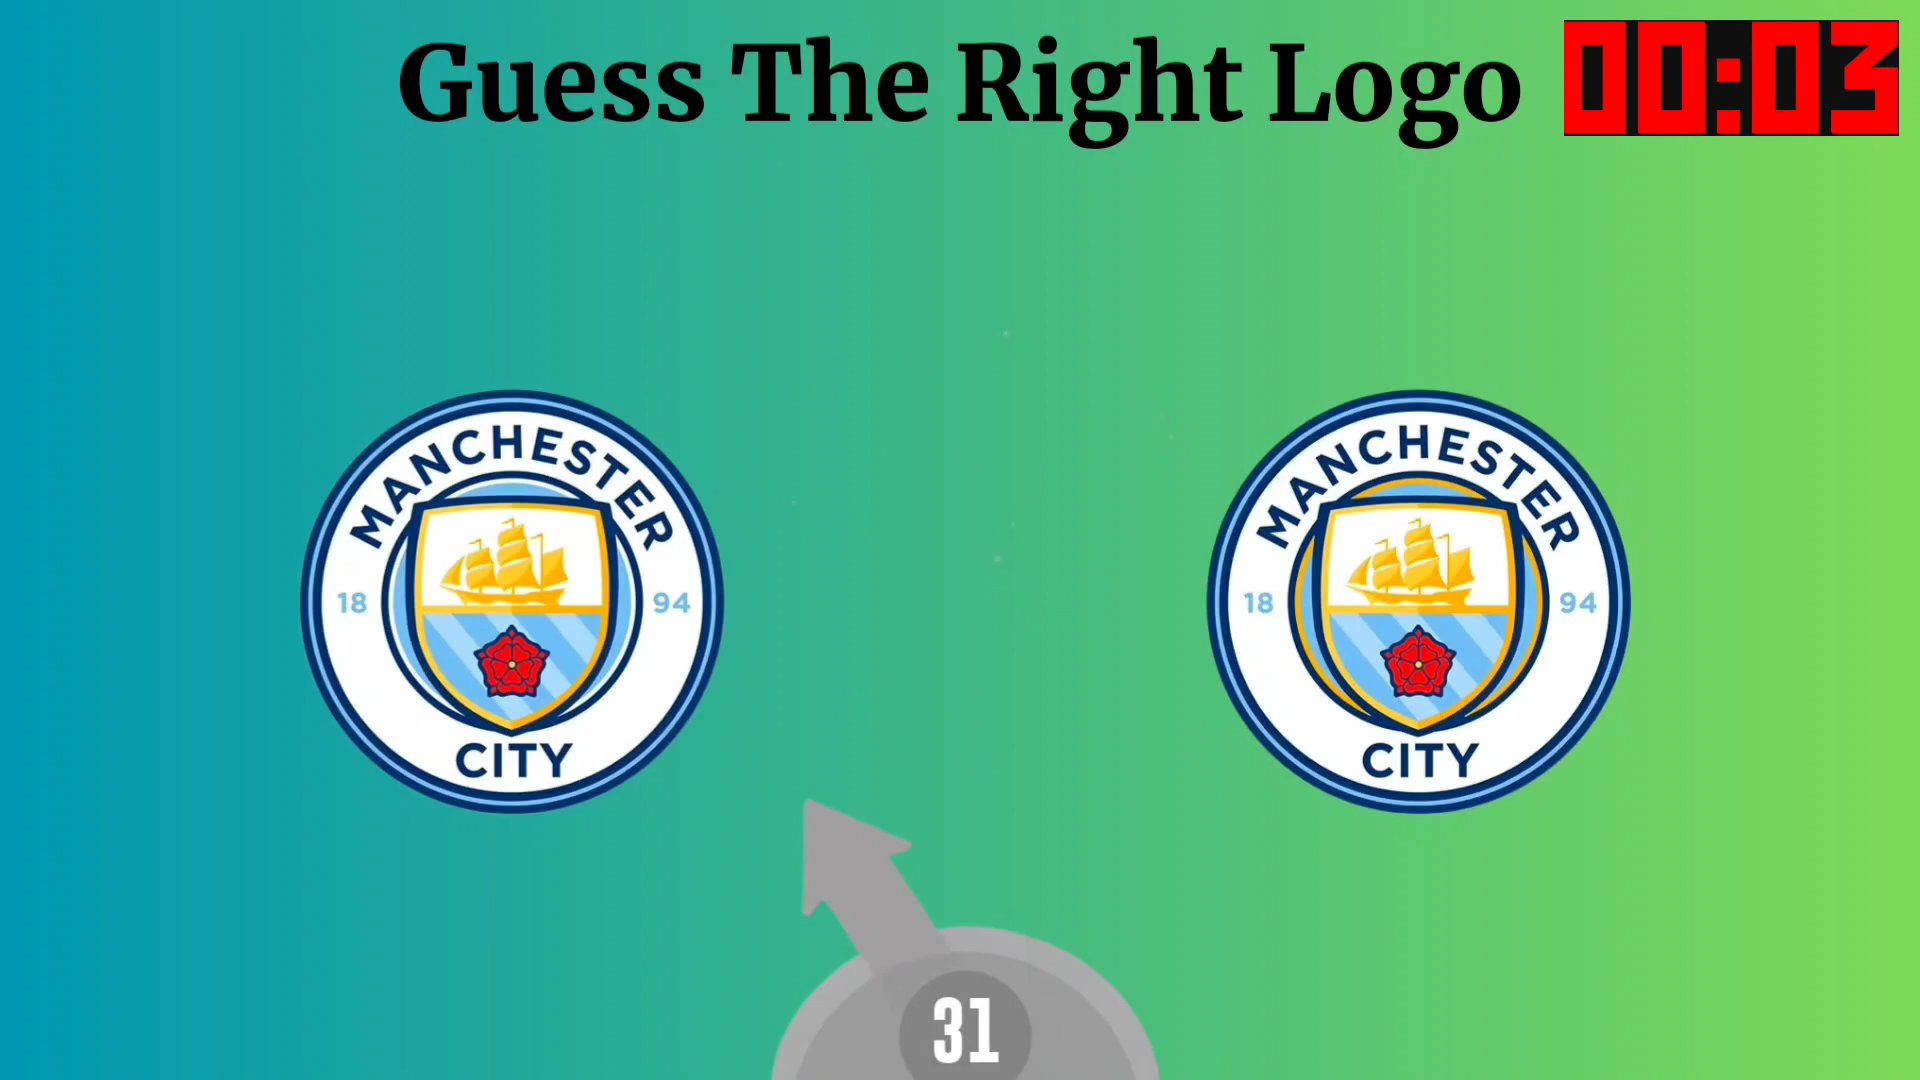 Guess The Right Logo
00:03
MANCHESTER
18 94
CITY
MANCHESTER
18 94
CITY
31